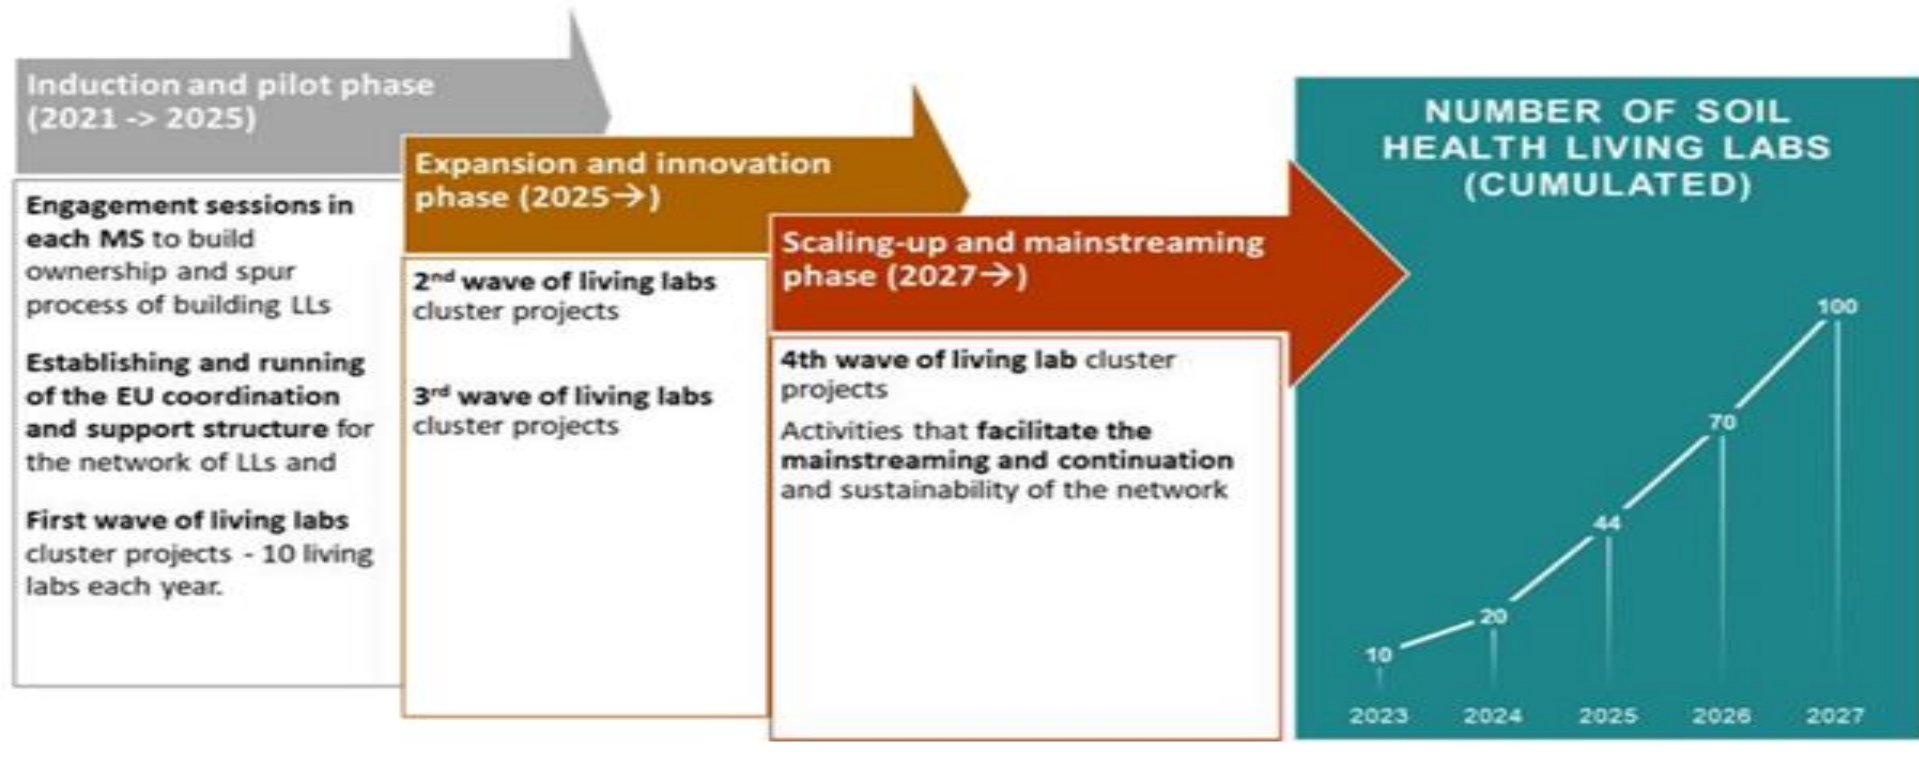 Induction and pilot phase
(2021 -> 2025)
Engagement sessions in
each MS to build
ownership and spur
process of building LLs
Establishing and running
of the EU coordination
and support structure for
the network of LLs and
First wave of living labs
cluster projects - 10 living
labs each year.
Expansion and innovation
phase (2025→)
2nd wave of living labs
cluster projects
3rd wave of living labs
cluster projects
Scaling-up and mainstreaming
phase (2027→)
4th wave of living lab cluster
projects
Activities that facilitate the
mainstreaming and continuation
and sustainability of the network
NUMBER OF SOIL
HEALTH LIVING LABS
(CUMULATED)
100
70
44
20
10
2023 2024 2025 2026 2027